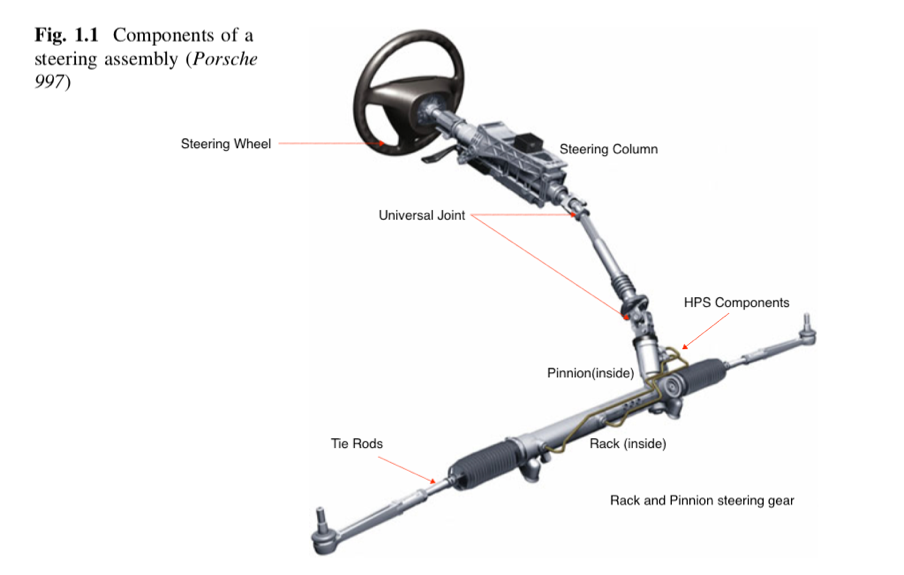 Fig. 1.1 Components of a
steering assembly (Porsche
997)
Steering Wheel
Steering Column
Universal Joint
HPS Components
Pinnion(inside)
Tie Rods
Rack (inside)
Rack and Pinnion steering gear